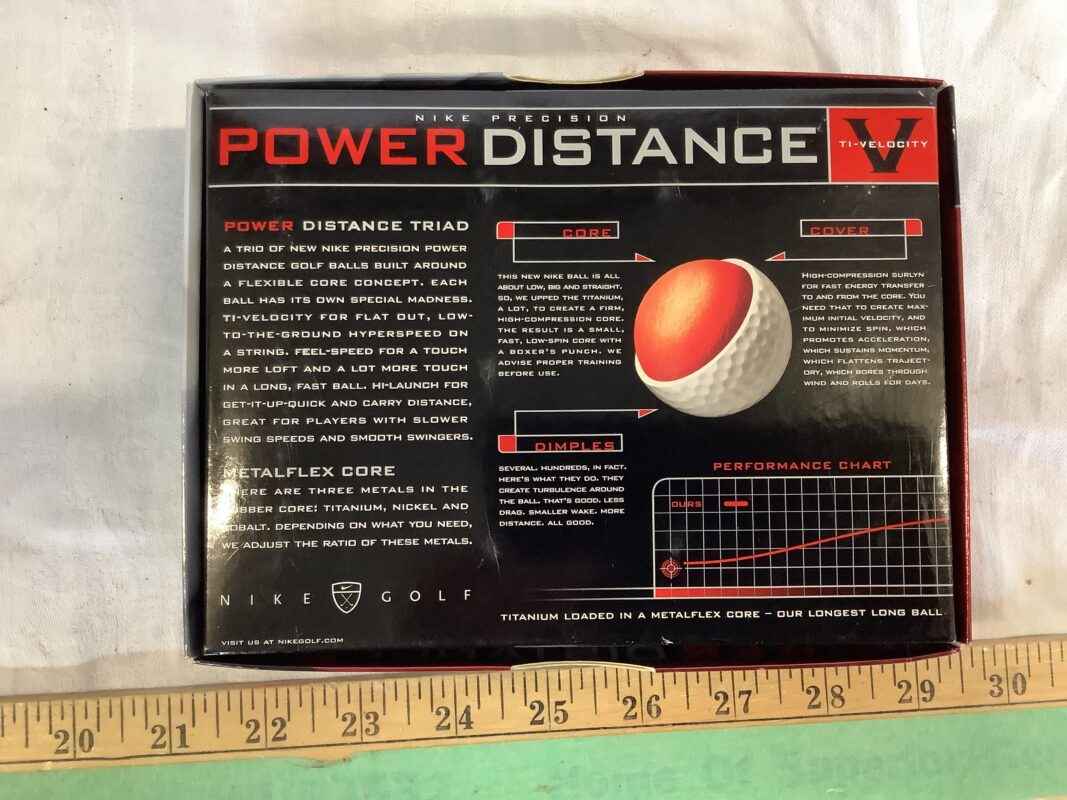 NIKE PRECISION
POWER DISTANCE
V
TI-VELOCITY
POWER DISTANCE TRIAD
A TRIO OF NEW NIKE PRECISION POWER
DISTANCE GOLF BALLS BUILT AROUND
A FLEXIBLE CORE CONCEPT. EACH
BALL HAS ITS OWN SPECIAL MADNESS.
TI-VELOCITY FOR FLAT OUT, LOW-
TO-THE-GROUND HYPERSPEED ON
A STRING. FEEL-SPEED FOR A TOUCH
MORE LOFT AND A LOT MORE TOUCH
IN A LONG, FAST BALL. HI-LAUNCH FOR
GET-IT-UP-QUICK AND CARRY DISTANCE,
GREAT FOR PLAYERS WITH SLOWER
SWING SPEEDS AND SMOOTH SWINGERS.
METALFLEX CORE
THERE ARE THREE METALS IN THE
RUBBER CORE: TITANIUM, NICKEL AND
COBALT. DEPENDING ON WHAT YOU NEED,
WE ADJUST THE RATIO OF THESE METALS.
NIKE GOLF
VISIT US AT NIKEGOLF.COM
CORE
THIS NEW NIKE BALL IS ALL
ABOUT LOW, BIG AND STRAIGHT.
SO, WE UPPED THE TITANIUM,
A LOT, TO CREATE A FIRM,
HIGH-COMPRESSION CORE.
THE RESULT IS A SMALL,
FAST, LOW-SPIN CORE WITH
A BOXER'S PUNCH. WE
ADVISE PROPER TRAINING
BEFORE USE.
COVER
HIGH-COMPRESSION SURLYN
FOR FAST ENERGY TRANSFER
TO AND FROM THE CORE. YOU
NEED THAT TO CREATE MAX-
IMUM INITIAL VELOCITY, AND
TO MINIMIZE SPIN, WHICH
PROMOTES ACCELERATION,
WHICH SUSTAINS MOMENTUM,
WHICH FLATTENS TRAJECT-
ORY, WHICH BORES THROUGH
WIND AND ROLLS FOR DAYS.
DIMPLES
SEVERAL. HUNDREDS, IN FACT.
HERE'S WHAT THEY DO. THEY
CREATE TURBULENCE AROUND
THE BALL. THAT'S GOOD. LESS
DRAG. SMALLER WAKE. MORE
DISTANCE. ALL GOOD.
PERFORMANCE CHART
OURS
TITANIUM LOADED IN A METALFLEX CORE – OUR LONGEST LONG BALL
20 21 22 23 24 25 26 27 28 29 30